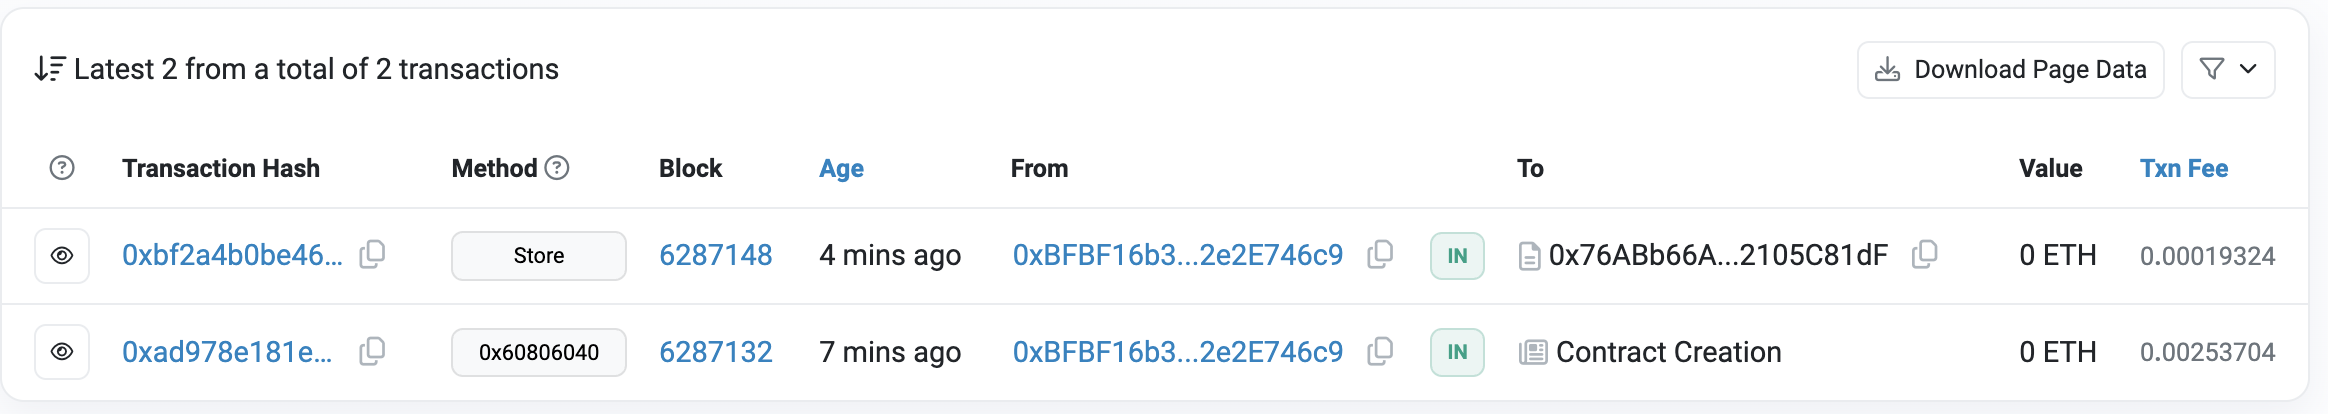 Latest 2 from a total of 2 transactions Download Page Data
? Transaction Hash Method ? Block Age From To Value Txn Fee
0xbf2a4b0be46... Store 6287148 4 mins ago 0xBFBF16b3...2e2E746c9 IN 0x76ABb66A...2105C81dF 0 ETH 0.00019324
0xad978e181e... 0x60806040 6287132 7 mins ago 0xBFBF16b3...2e2E746c9 IN Contract Creation 0 ETH 0.00253704